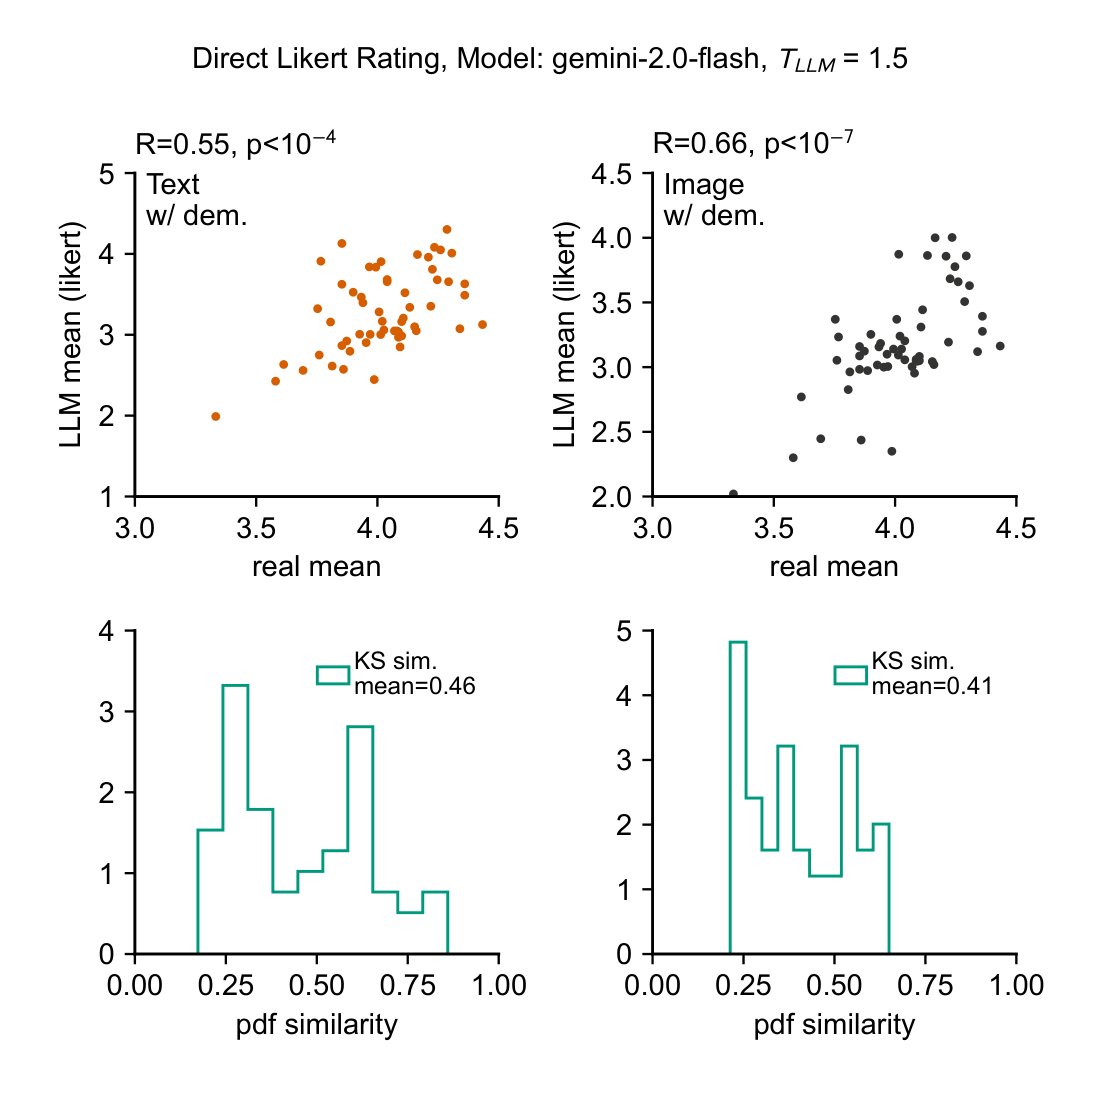 Direct Likert Rating, Model: gemini-2.0-flash, T_LLM = 1.5
R=0.55, p<10⁻⁴
Text
w/ dem.
LLM mean (likert)
5
4
3
2
1
3.0 3.5 4.0 4.5
real mean
R=0.66, p<10⁻⁷
Image
w/ dem.
LLM mean (likert)
4.5
4.0
3.5
3.0
2.5
2.0
3.0 3.5 4.0 4.5
real mean
4
3
2
1
0
KS sim.
mean=0.46
0.00 0.25 0.50 0.75 1.00
pdf similarity
5
4
3
2
1
0
KS sim.
mean=0.41
0.00 0.25 0.50 0.75 1.00
pdf similarity